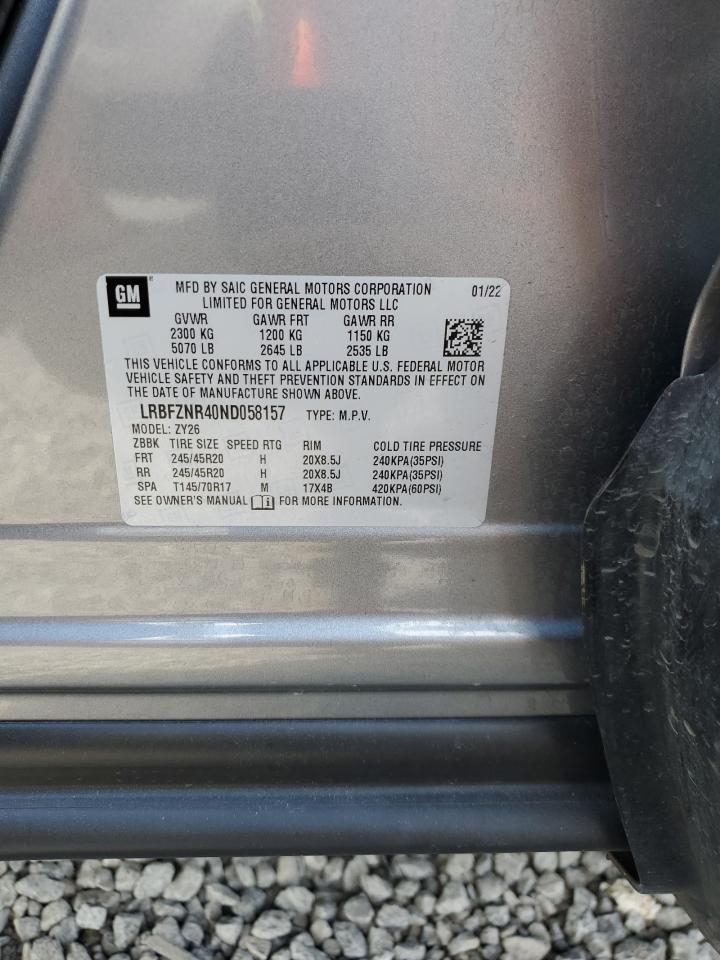 GM
MFD BY SAIC GENERAL MOTORS CORPORATION 01/22
LIMITED FOR GENERAL MOTORS LLC
GVWR GAWR FRT GAWR RR
2300 KG 1200 KG 1150 KG
5070 LB 2645 LB 2535 LB
THIS VEHICLE CONFORMS TO ALL APPLICABLE U.S. FEDERAL MOTOR
VEHICLE SAFETY AND THEFT PREVENTION STANDARDS IN EFFECT ON
THE DATE OF MANUFACTURE SHOWN ABOVE.
LRBFZNR40ND058157 TYPE: M.P.V.
MODEL: ZY26
ZBBK TIRE SIZE SPEED RTG RIM COLD TIRE PRESSURE
FRT 245/45R20 H 20X8.5J 240KPA(35PSI)
RR 245/45R20 H 20X8.5J 240KPA(35PSI)
SPA T145/70R17 M 17X4B 420KPA(60PSI)
SEE OWNER'S MANUAL FOR MORE INFORMATION.